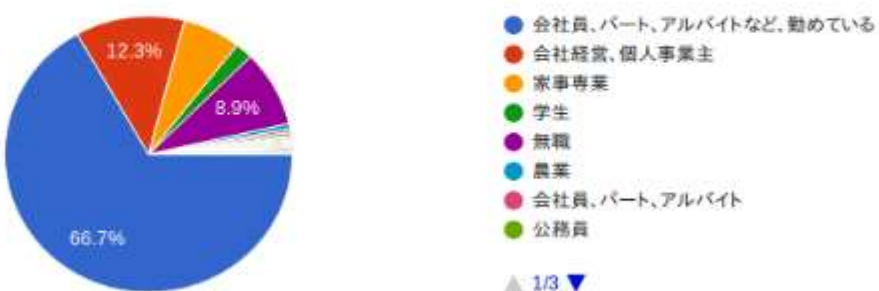 12.3%
8.9%
66.7%
会社員、パート、アルバイトなど、勤めている
会社経営、個人事業主
家事専業
学生
無職
農業
会社員、パート、アルバイト
公務員
1/3